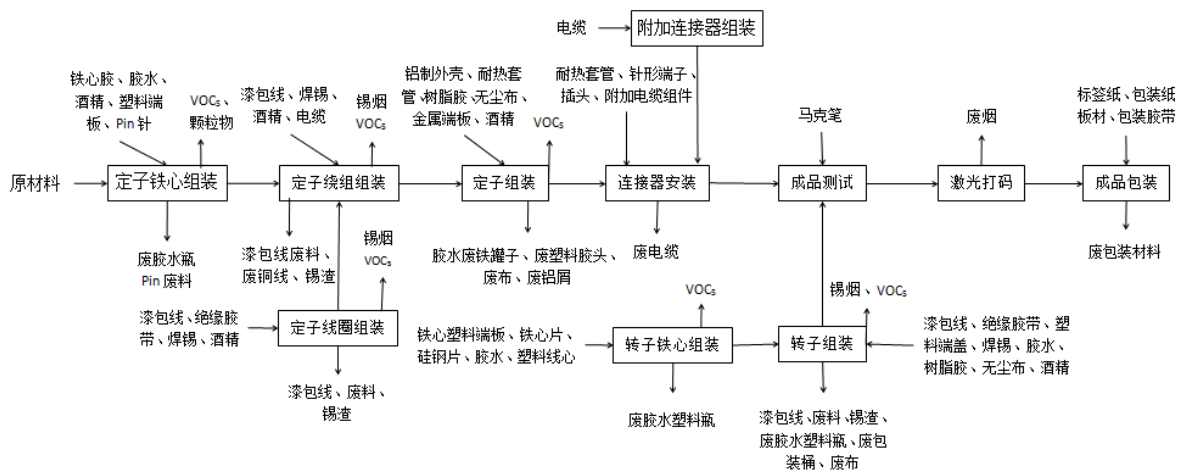 电缆
附加连接器组装
铁心胶、胶水、
酒精、塑料端
板、Pin 针
VOCs、
颗粒物
漆包线、焊锡、
酒精、电缆
锡烟
VOCs
铝制外壳、耐热套
管、树脂胶、无尘布、
金属端板、酒精
VOCs
耐热套管、针形端子、
插头、附加电缆组件
马克笔
废烟
标签纸、包装纸
板材、包装胶带
原材料
定子铁心组装
定子绕组组装
定子组装
连接器安装
成品测试
激光打码
成品包装
废胶水瓶
Pin 废料
漆包线废料、
废铜线、锡渣
锡烟
VOCs
胶水废铁罐子、废塑料胶头、
废布、废铝屑
废电缆
废包装材料
漆包线、绝缘胶
带、焊锡、酒精
定子线圈组装
漆包线、废料、
锡渣
铁心塑料端板、铁心片、
硅钢片、胶水、塑料线心
VOCs
转子铁心组装
废胶水塑料瓶
锡烟、VOCs
转子组装
漆包线、绝缘胶带、塑
料端盖、焊锡、胶水、
树脂胶、无尘布、酒精
漆包线、废料、锡渣、
废胶水塑料瓶、废包
装桶、废布